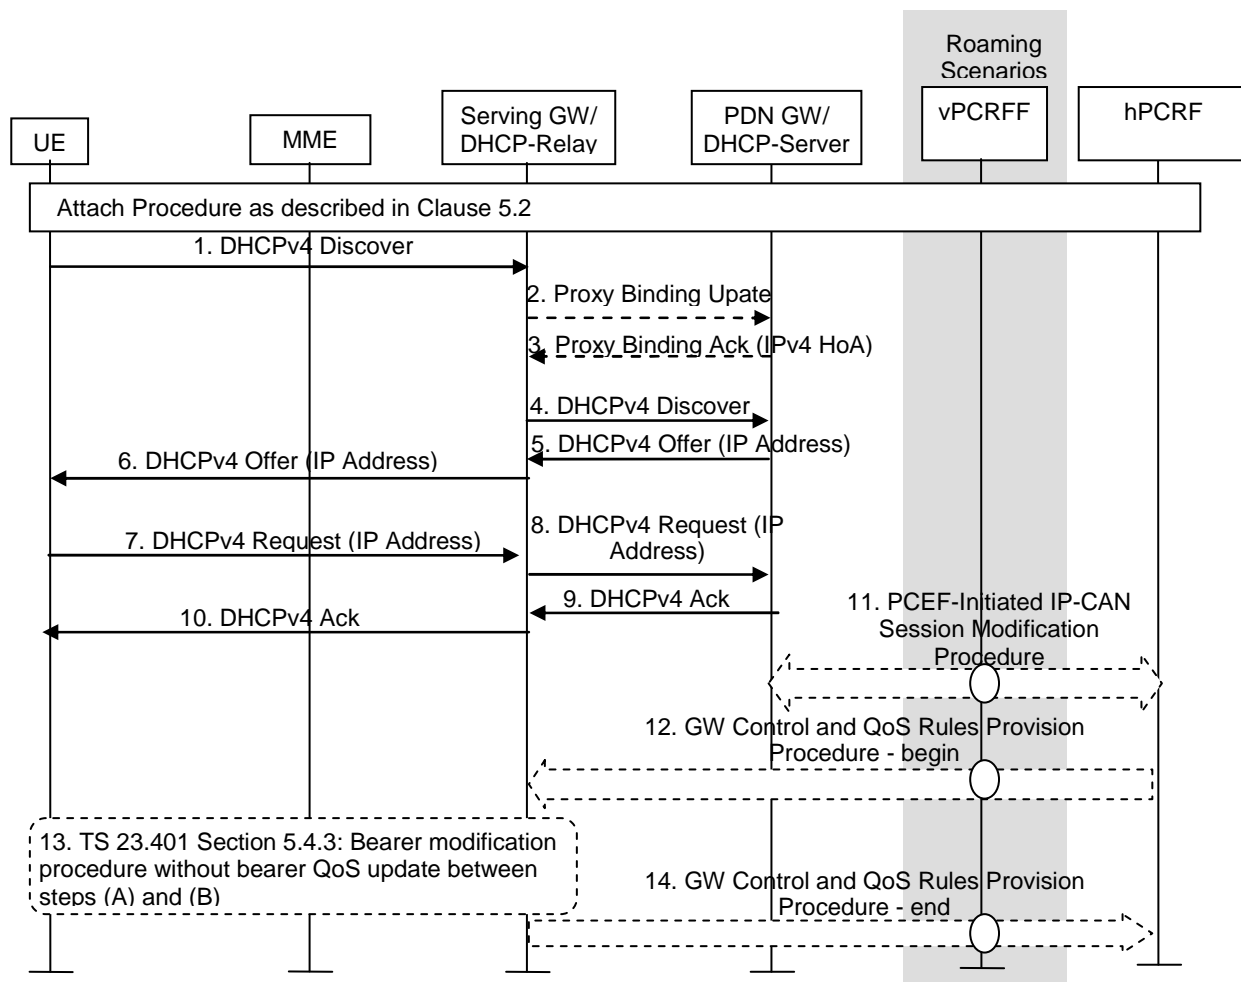 Roaming
Scenarios
UE
MME
Serving GW/
DHCP-Relay
PDN GW/
DHCP-Server
vPCRFF
hPCRF
Attach Procedure as described in Clause 5.2
1. DHCPv4 Discover
2. Proxy Binding Upate
3. Proxy Binding Ack (IPv4 HoA)
4. DHCPv4 Discover
5. DHCPv4 Offer (IP Address)
6. DHCPv4 Offer (IP Address)
7. DHCPv4 Request (IP Address)
8. DHCPv4 Request (IP
Address)
9. DHCPv4 Ack
10. DHCPv4 Ack
11. PCEF-Initiated IP-CAN
Session Modification
Procedure
12. GW Control and QoS Rules Provision
Procedure - begin
13. TS 23.401 Section 5.4.3: Bearer modification
procedure without bearer QoS update between
steps (A) and (B)
14. GW Control and QoS Rules Provision
Procedure - end